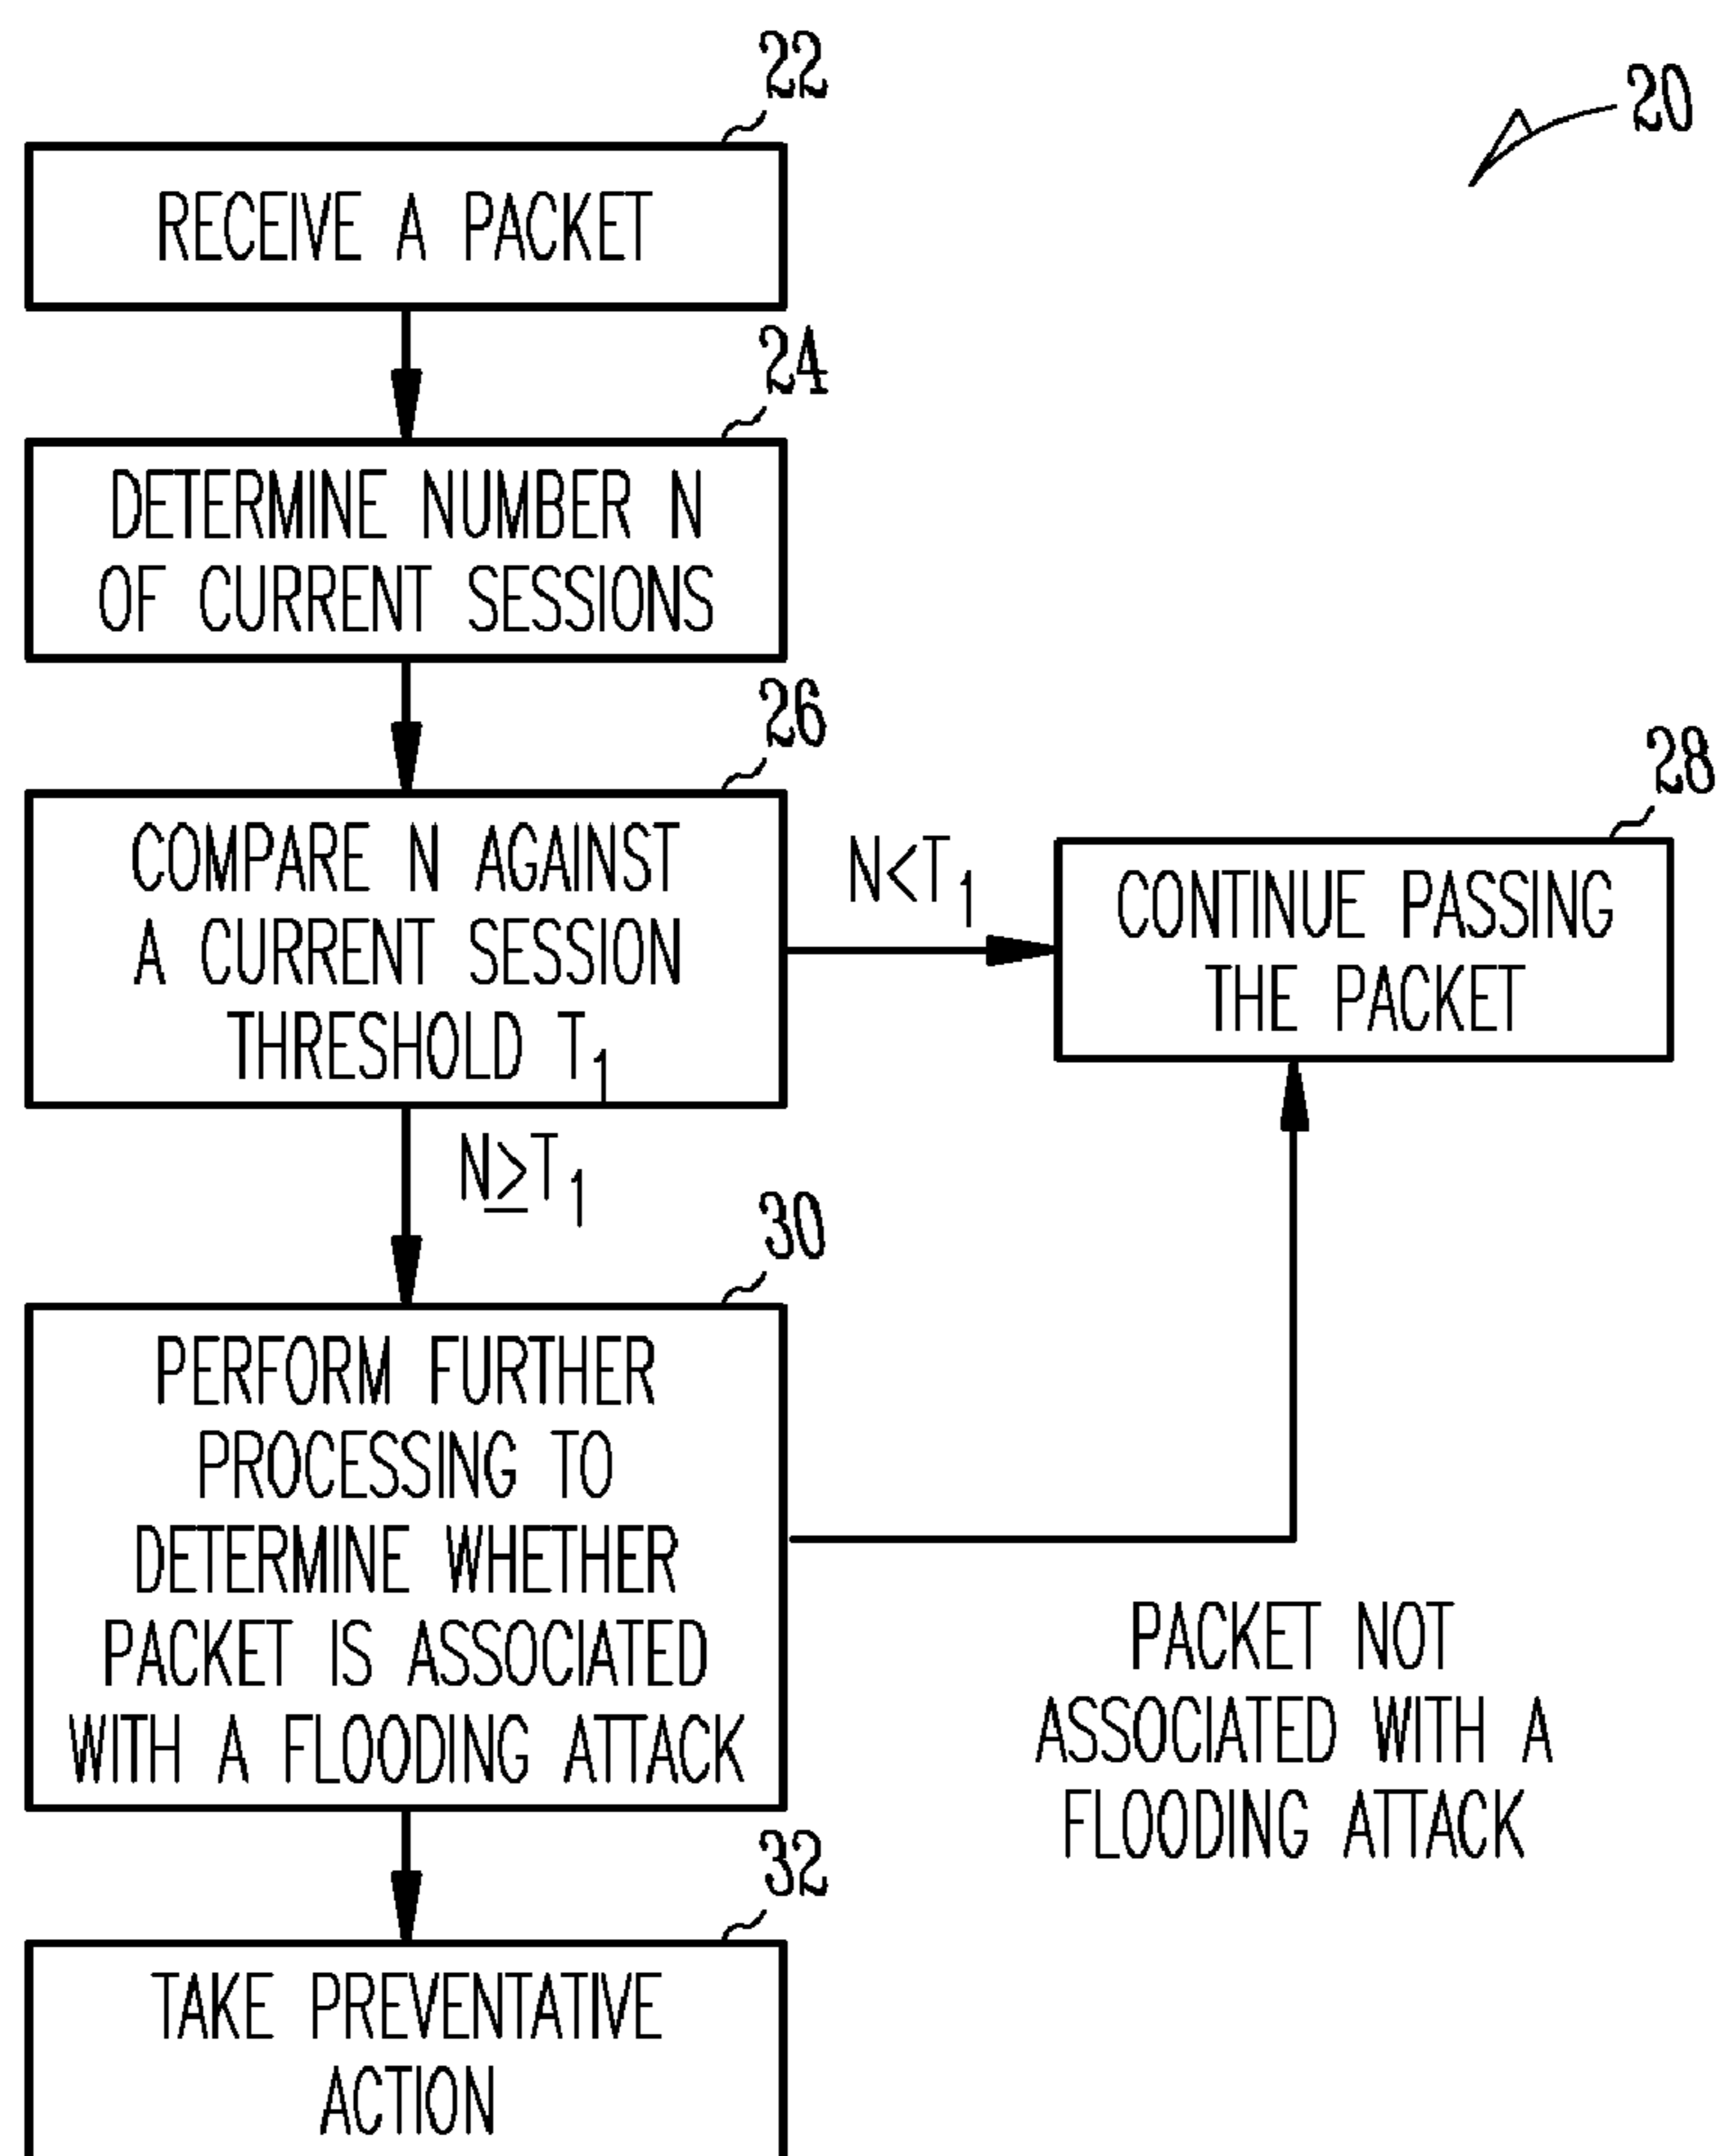 22
20
RECEIVE A PACKET
24
DETERMINE NUMBER N
OF CURRENT SESSIONS
26
28
COMPARE N AGAINST
A CURRENT SESSION
THRESHOLD T1
N<T1
CONTINUE PASSING
THE PACKET
N≥T1
30
PERFORM FURTHER
PROCESSING TO
DETERMINE WHETHER
PACKET IS ASSOCIATED
WITH A FLOODING ATTACK
PACKET NOT
ASSOCIATED WITH A
FLOODING ATTACK
32
TAKE PREVENTATIVE
ACTION